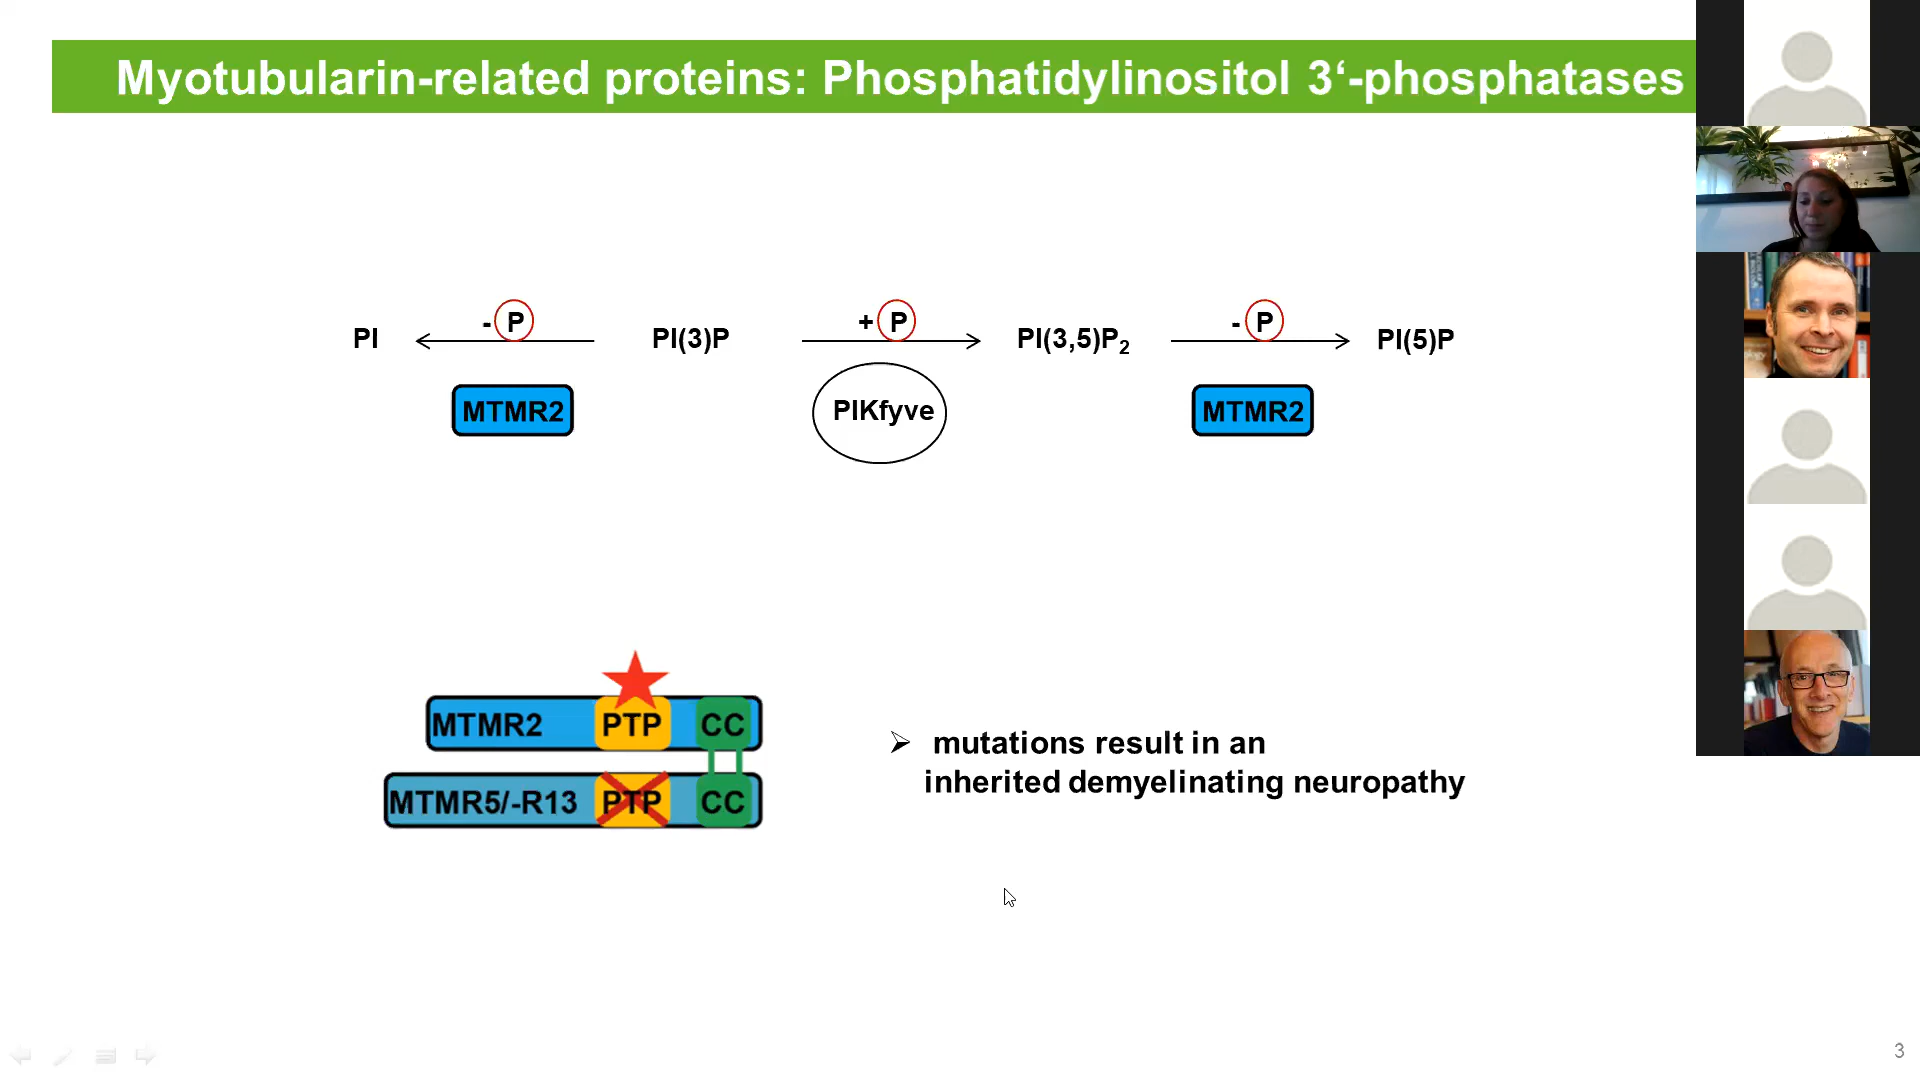 Myotubularin-related proteins: Phosphatidylinositol 3‘-phosphatases
- P
+ P
- P
PI
PI(3)P
PI(3,5)P₂
PI(5)P
MTMR2
PIKfyve
MTMR2
MTMR2 PTP CC
MTMR5/-R13 PTP CC
➢ mutations result in an
inherited demyelinating neuropathy
3